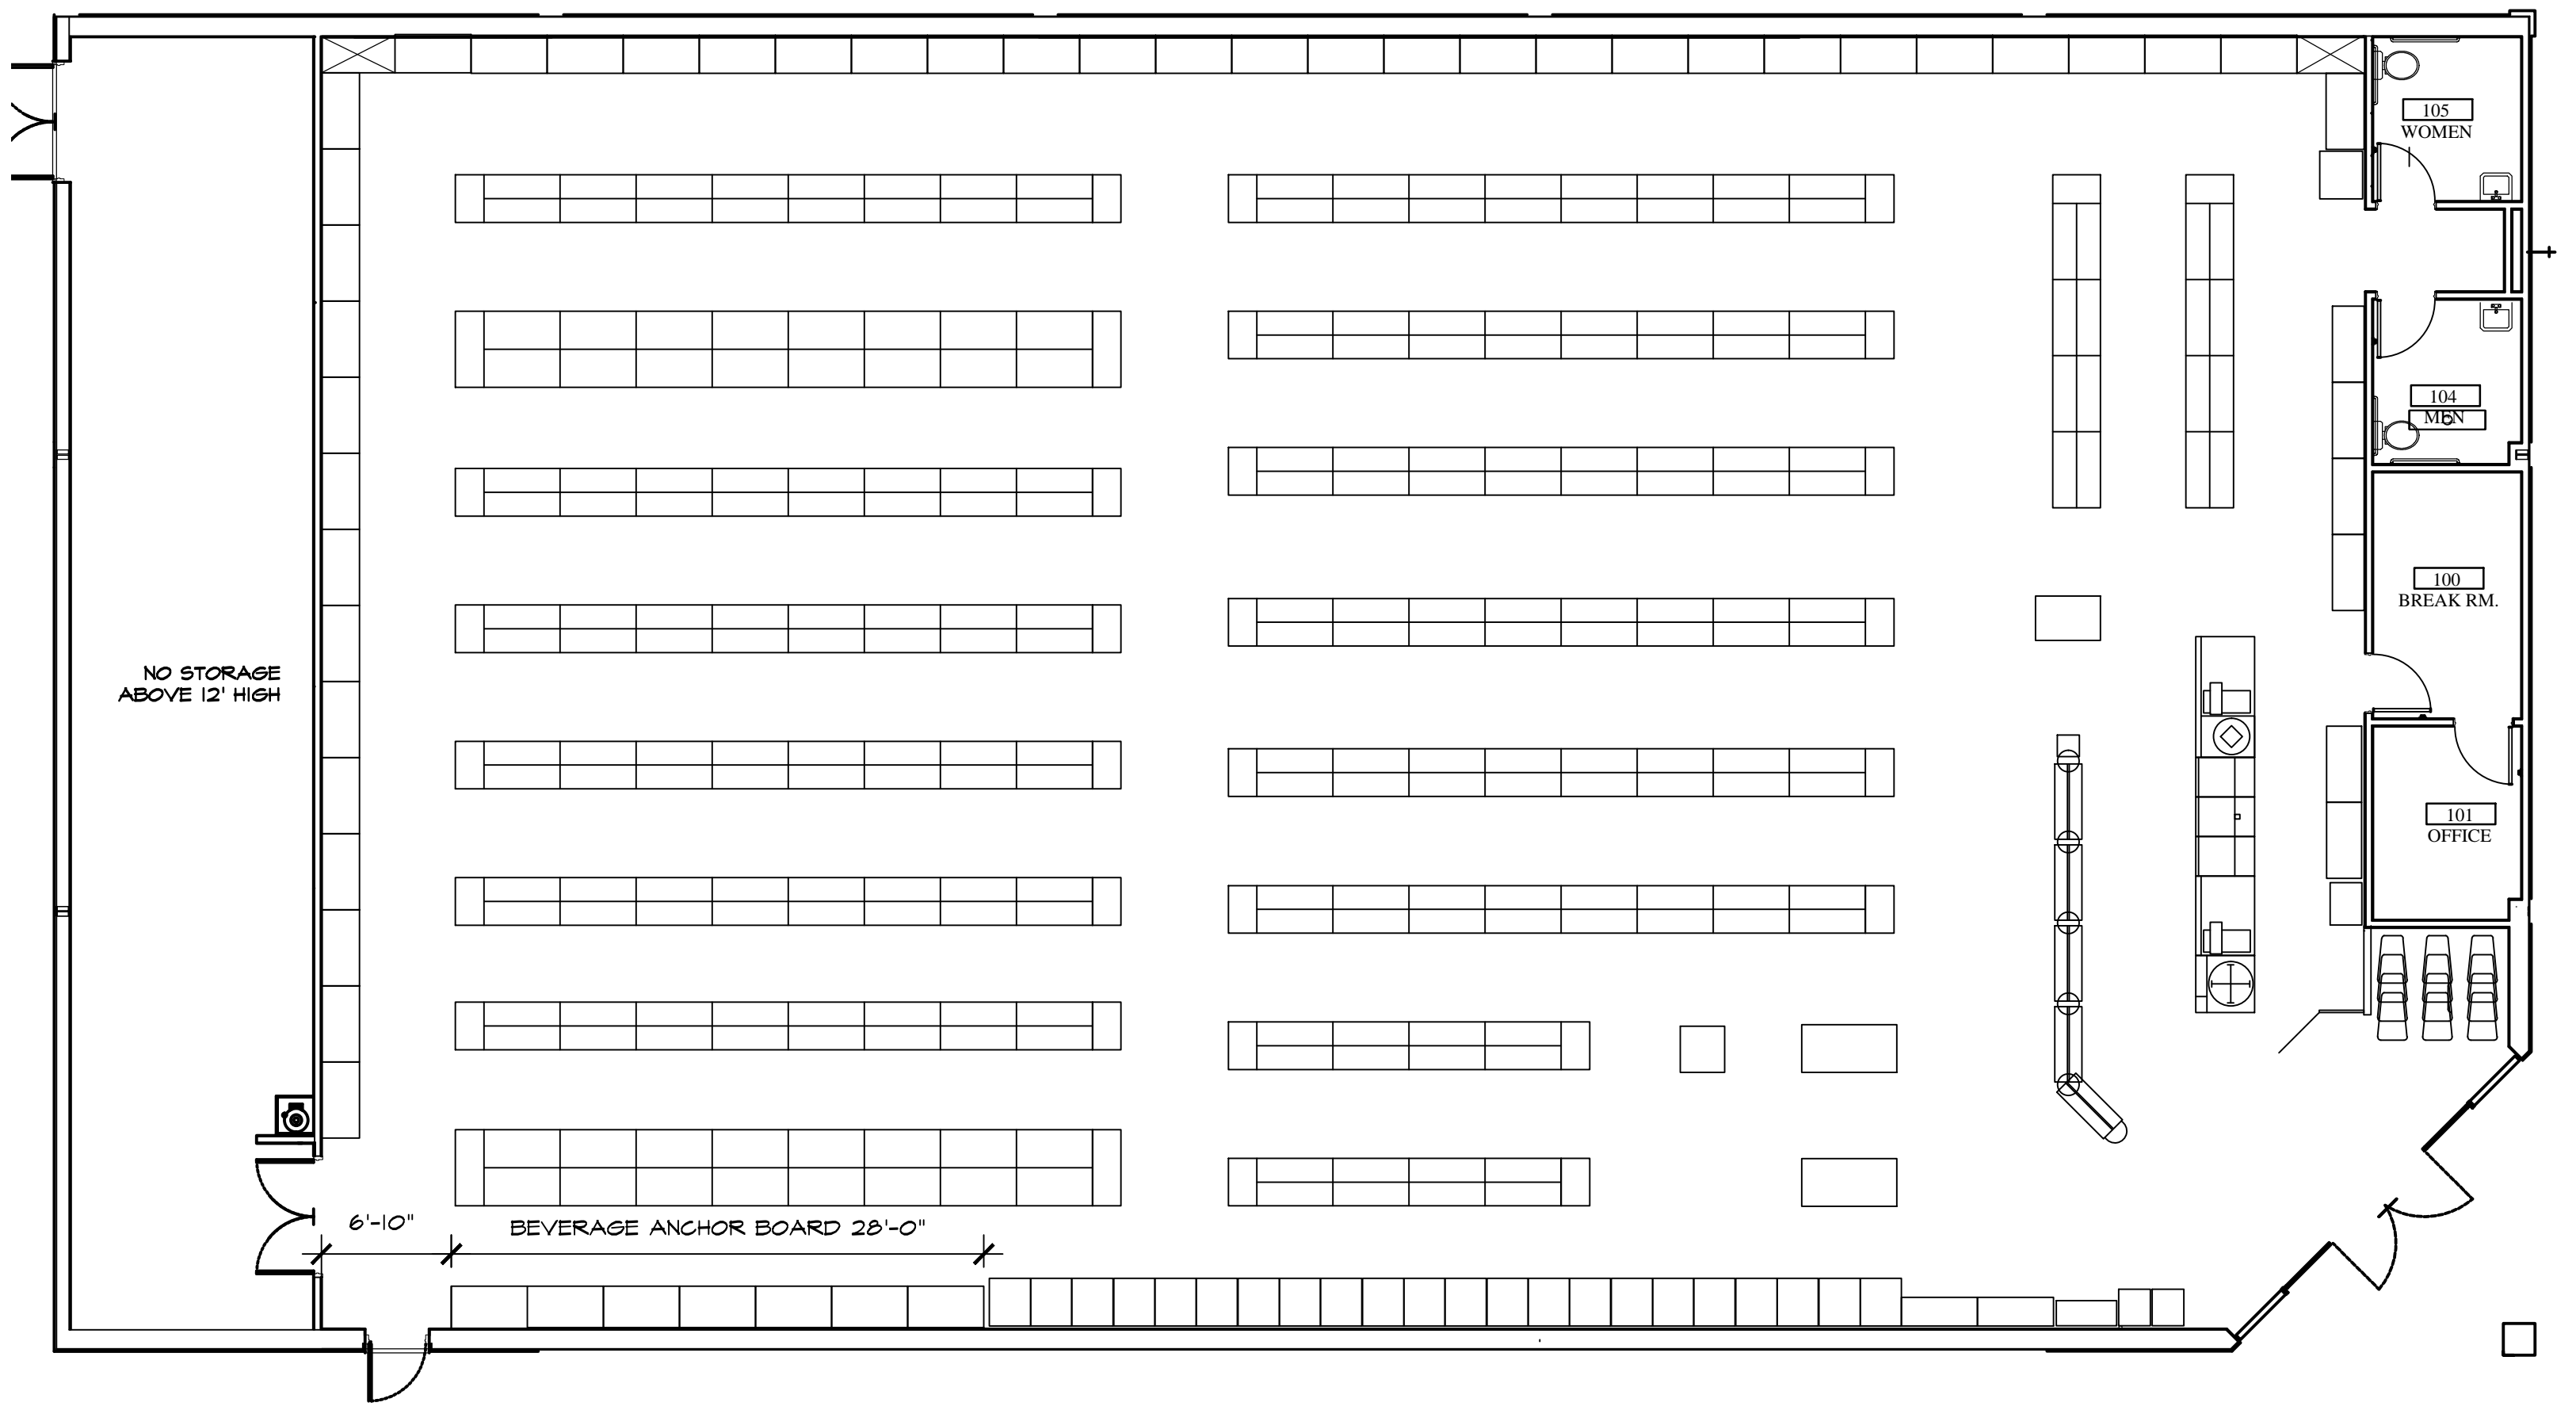 105
WOMEN
104
MEN
100
BREAK RM.
NO STORAGE
ABOVE 12' HIGH
101
OFFICE
6'-10"
BEVERAGE ANCHOR BOARD 28'-0"